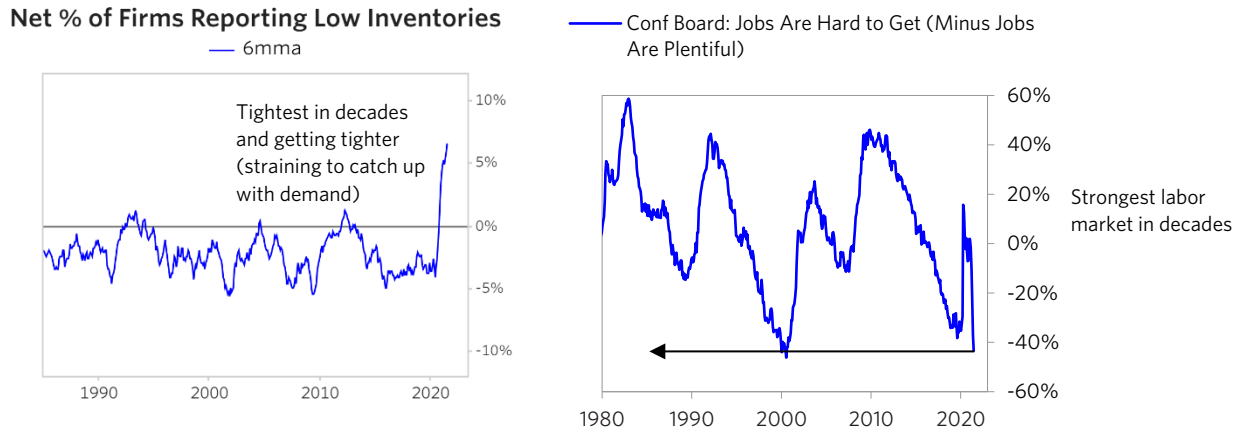 Net % of Firms Reporting Low Inventories
6mma
Tightest in decades
and getting tighter
(straining to catch up
with demand)
10%
5%
0%
-5%
-10%
1990
2000
2010
2020
Conf Board: Jobs Are Hard to Get (Minus Jobs
Are Plentiful)
60%
40%
20%
0%
-20%
-40%
-60%
Strongest labor
market in decades
1980
1990
2000
2010
2020